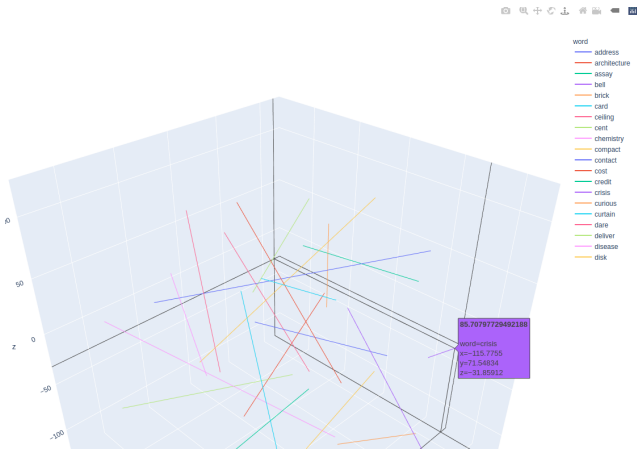 word
address
architecture
assay
bell
brick
card
ceiling
cent
chemistry
compact
contact
cost
credit
crisis
curious
curtain
dare
deliver
disease
disk
50
z
0
−50
−100
85.70797729492188
word=crisis
x=−115.7755
y=71.54834
z=−31.85912